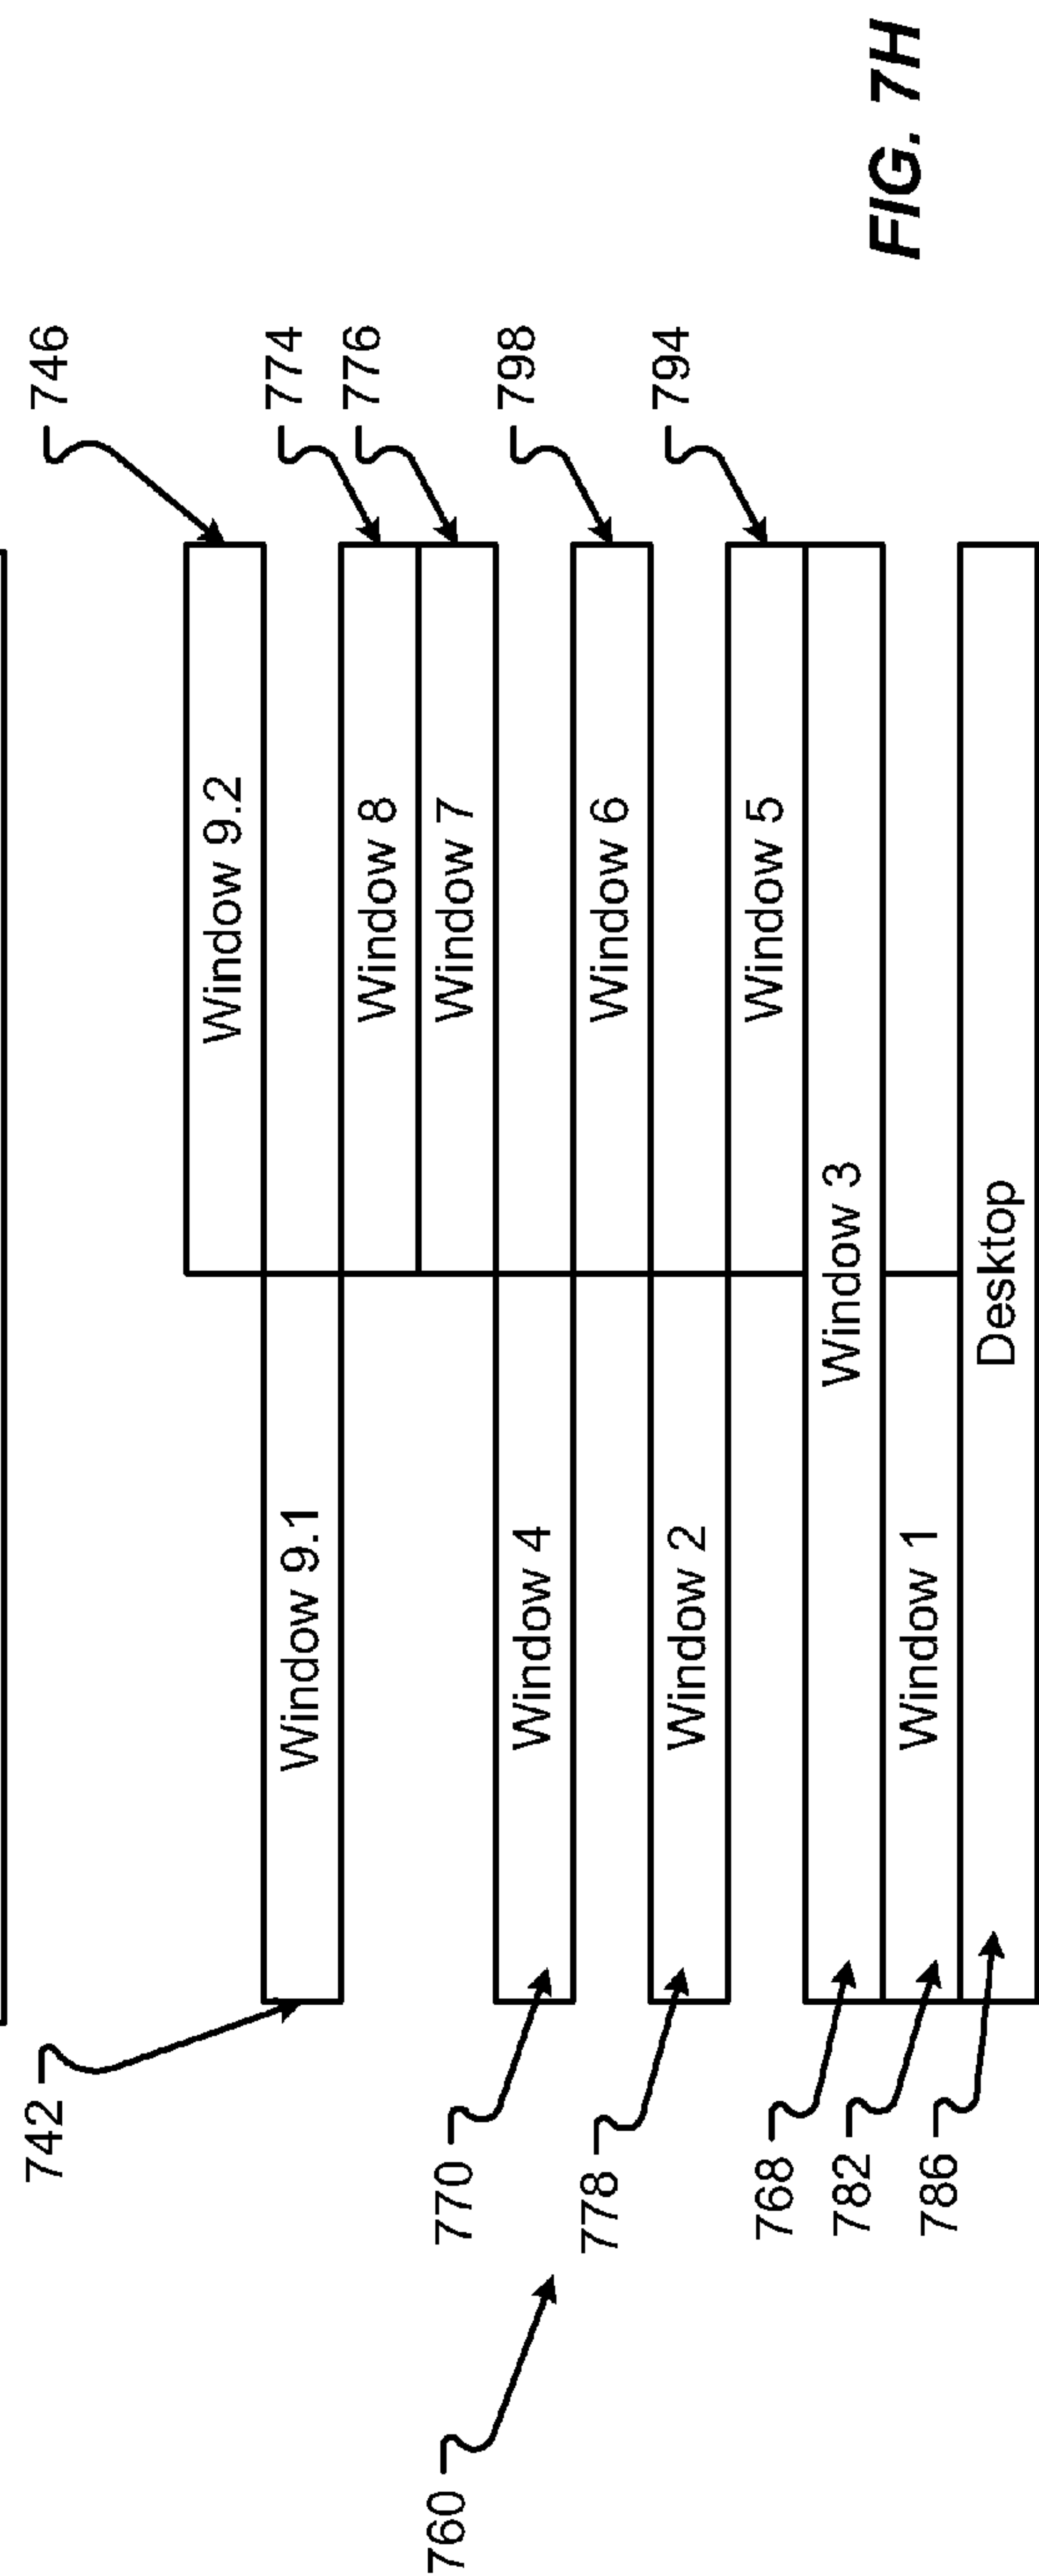 742
746
Window 9.2
774
Window 9.1
776
Window 8
760
770
Window 7
798
Window 4
778
Window 6
794
Window 2
Window 5
768
Window 3
782
FIG. 7H
Window 1
786
Desktop